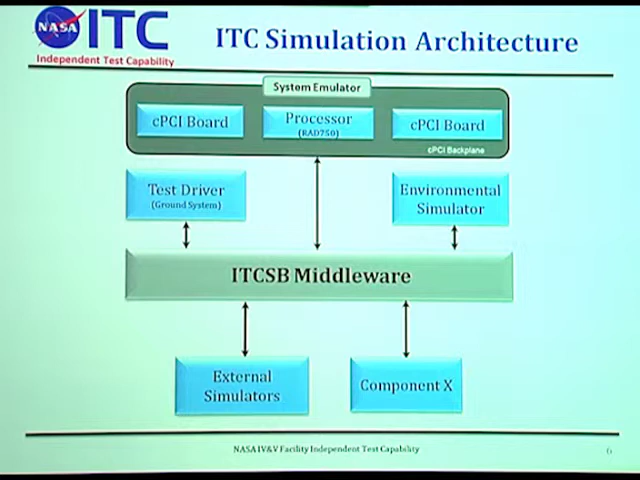 NASA
ITC
Independent Test Capability
ITC Simulation Architecture
System Emulator
cPCI Board
Processor
(RAD750)
cPCI Board
cPCI Backplane
Test Driver
(Ground System)
Environmental
Simulator
ITCSB Middleware
External
Simulators
Component X
NASA IV&V Facility Independent Test Capability
6